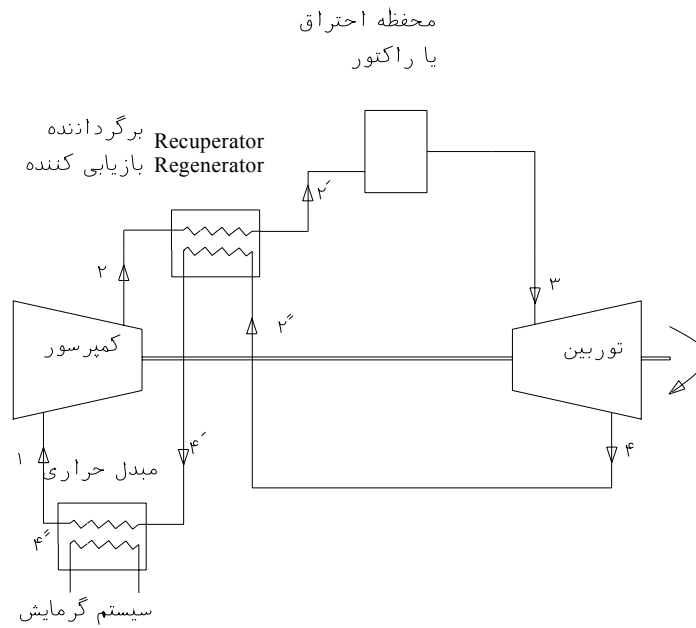 محفظه احتراق
یا راکتور
برگرداننده Recuperator
بازیابی کننده Regenerator
۲′
۲
۳
۲″
کمپرسور
توربین
۴′
۴
۱
مبدل حراری
۴″
سیستم گرمایش